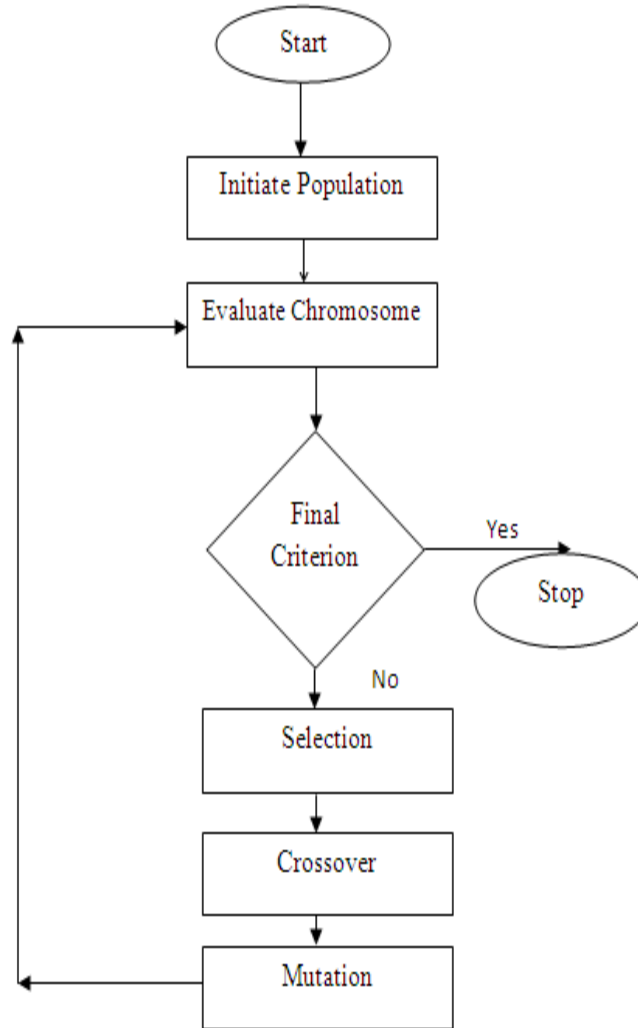 Start
Initiate Population
Evaluate Chromosome
Final
Criterion
Yes
Stop
No
Selection
Crossover
Mutation